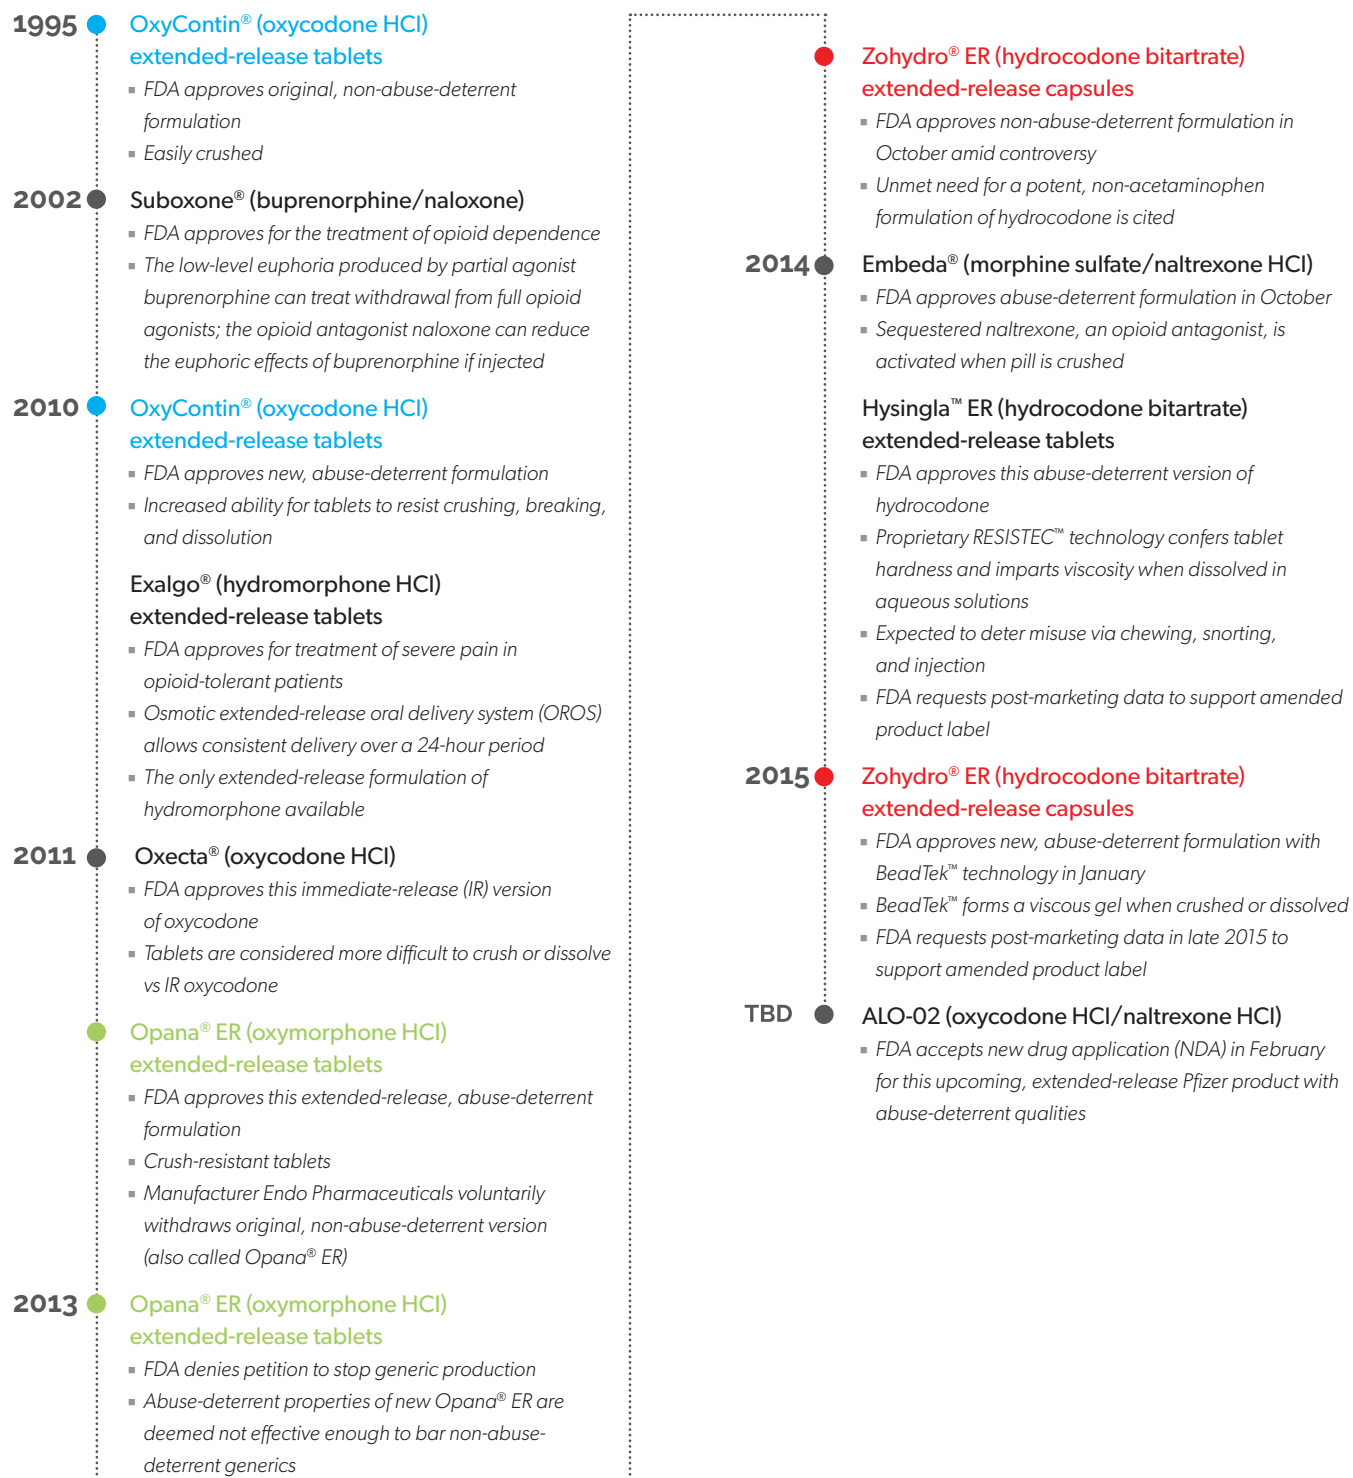 1995 OxyContin® (oxycodone HCl)
extended-release tablets
▪ FDA approves original, non-abuse-deterrent
formulation
▪ Easily crushed
2002 Suboxone® (buprenorphine/naloxone)
▪ FDA approves for the treatment of opioid dependence
▪ The low-level euphoria produced by partial agonist
buprenorphine can treat withdrawal from full opioid
agonists; the opioid antagonist naloxone can reduce
the euphoric effects of buprenorphine if injected
2010 OxyContin® (oxycodone HCl)
extended-release tablets
▪ FDA approves new, abuse-deterrent formulation
▪ Increased ability for tablets to resist crushing, breaking,
and dissolution
Exalgo® (hydromorphone HCl)
extended-release tablets
▪ FDA approves for treatment of severe pain in
opioid-tolerant patients
▪ Osmotic extended-release oral delivery system (OROS)
allows consistent delivery over a 24-hour period
▪ The only extended-release formulation of
hydromorphone available
2011 Oxecta® (oxycodone HCl)
▪ FDA approves this immediate-release (IR) version
of oxycodone
▪ Tablets are considered more difficult to crush or dissolve
vs IR oxycodone
Opana® ER (oxymorphone HCl)
extended-release tablets
▪ FDA approves this extended-release, abuse-deterrent
formulation
▪ Crush-resistant tablets
▪ Manufacturer Endo Pharmaceuticals voluntarily
withdraws original, non-abuse-deterrent version
(also called Opana® ER)
2013 Opana® ER (oxymorphone HCl)
extended-release tablets
▪ FDA denies petition to stop generic production
▪ Abuse-deterrent properties of new Opana® ER are
deemed not effective enough to bar non-abuse-
deterrent generics
Zohydro® ER (hydrocodone bitartrate)
extended-release capsules
▪ FDA approves non-abuse-deterrent formulation in
October amid controversy
▪ Unmet need for a potent, non-acetaminophen
formulation of hydrocodone is cited
2014 Embeda® (morphine sulfate/naltrexone HCl)
▪ FDA approves abuse-deterrent formulation in October
▪ Sequestered naltrexone, an opioid antagonist, is
activated when pill is crushed
Hysingla™ ER (hydrocodone bitartrate)
extended-release tablets
▪ FDA approves this abuse-deterrent version of
hydrocodone
▪ Proprietary RESISTEC™ technology confers tablet
hardness and imparts viscosity when dissolved in
aqueous solutions
▪ Expected to deter misuse via chewing, snorting,
and injection
▪ FDA requests post-marketing data to support amended
product label
2015 Zohydro® ER (hydrocodone bitartrate)
extended-release capsules
▪ FDA approves new, abuse-deterrent formulation with
BeadTek™ technology in January
▪ BeadTek™ forms a viscous gel when crushed or dissolved
▪ FDA requests post-marketing data in late 2015 to
support amended product label
TBD ALO-02 (oxycodone HCl/naltrexone HCl)
▪ FDA accepts new drug application (NDA) in February
for this upcoming, extended-release Pfizer product with
abuse-deterrent qualities